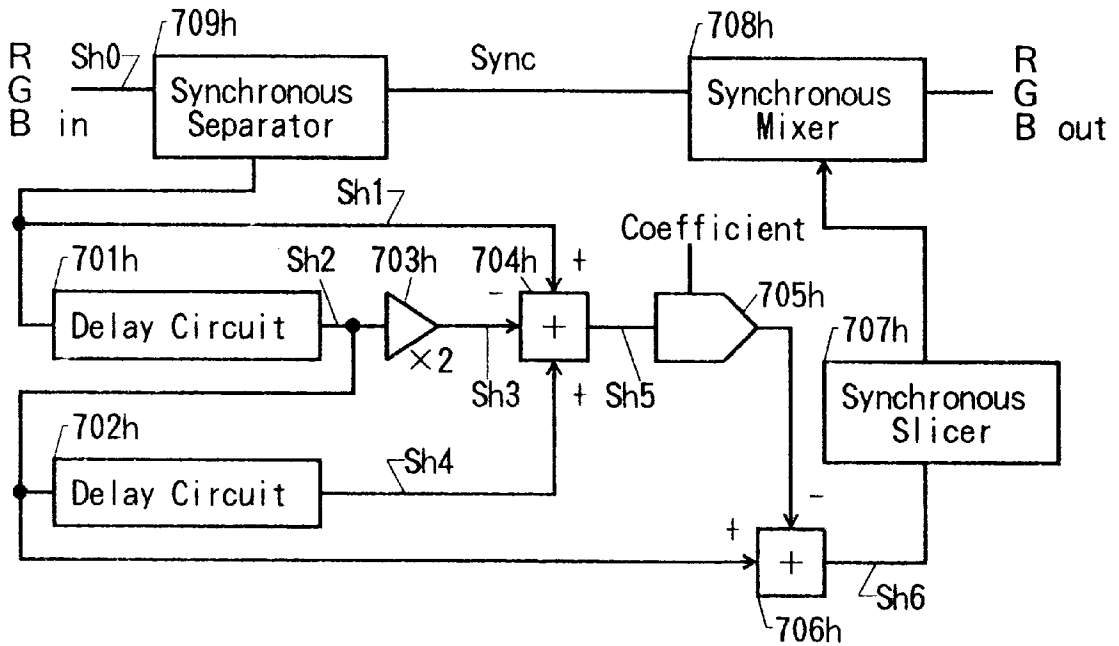 709h
708h
R
G
B in
Sh0
Synchronous
Separator
Sync
Synchronous
Mixer
R
G
B out
Sh1
Coefficient
701h
Sh2
703h
704h
+
-
705h
Delay Circuit
×2
+
Sh3
+
Sh5
707h
Synchronous
Slicer
702h
Sh4
Delay Circuit
-
+
+
Sh6
706h